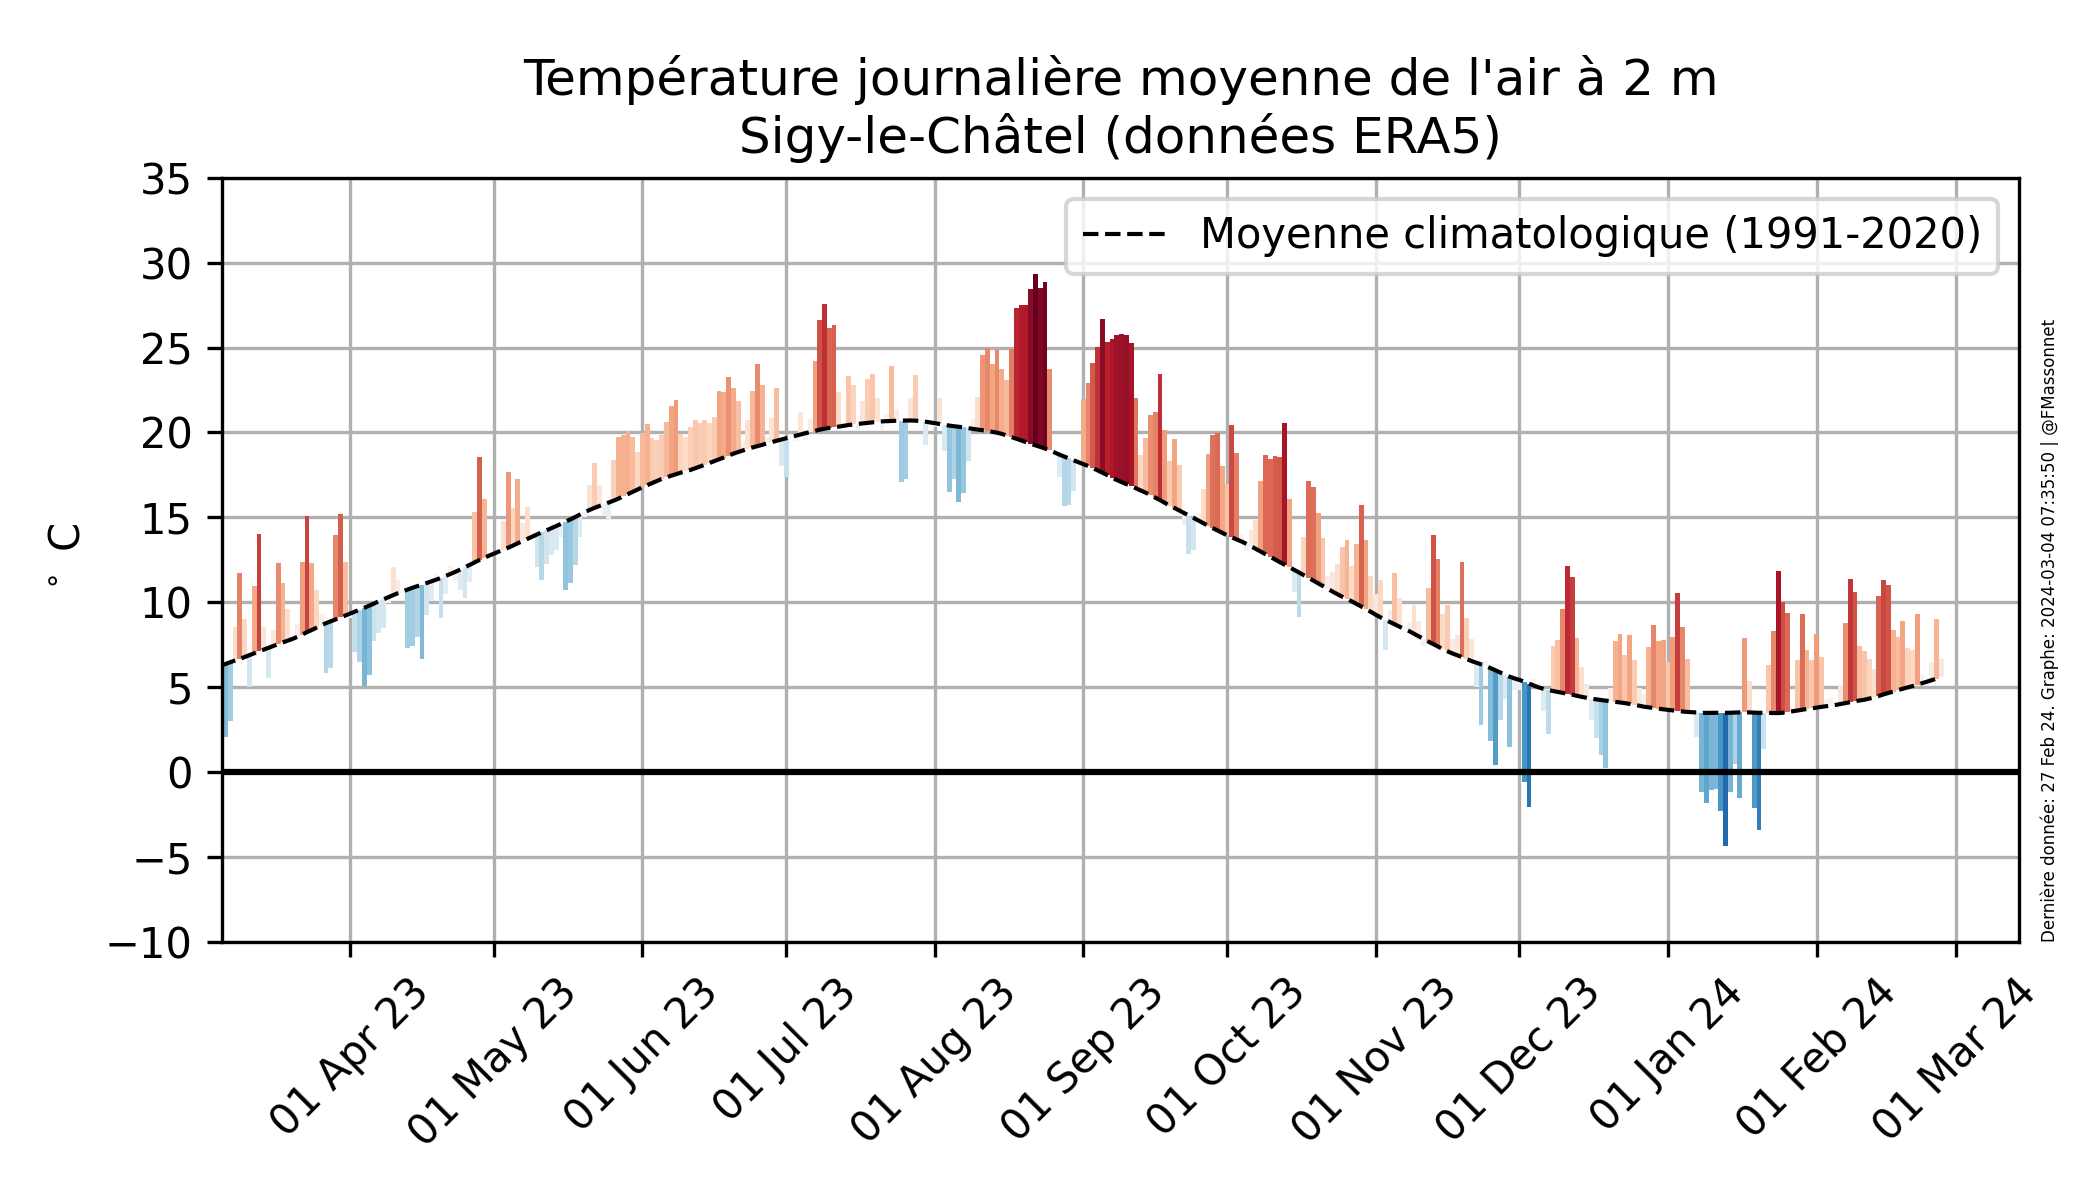 Température journalière moyenne de l'air à 2 m
Sigy-le-Châtel (données ERA5)
Moyenne climatologique (1991-2020)
° C
35
30
25
20
15
10
5
0
−5
−10
01 Apr 23
01 May 23
01 Jun 23
01 Jul 23
01 Aug 23
01 Sep 23
01 Oct 23
01 Nov 23
01 Dec 23
01 Jan 24
01 Feb 24
01 Mar 24
Dernière donnée: 27 Feb 24. Graphe: 2024-03-04 07:35:50 | @FMassonnet